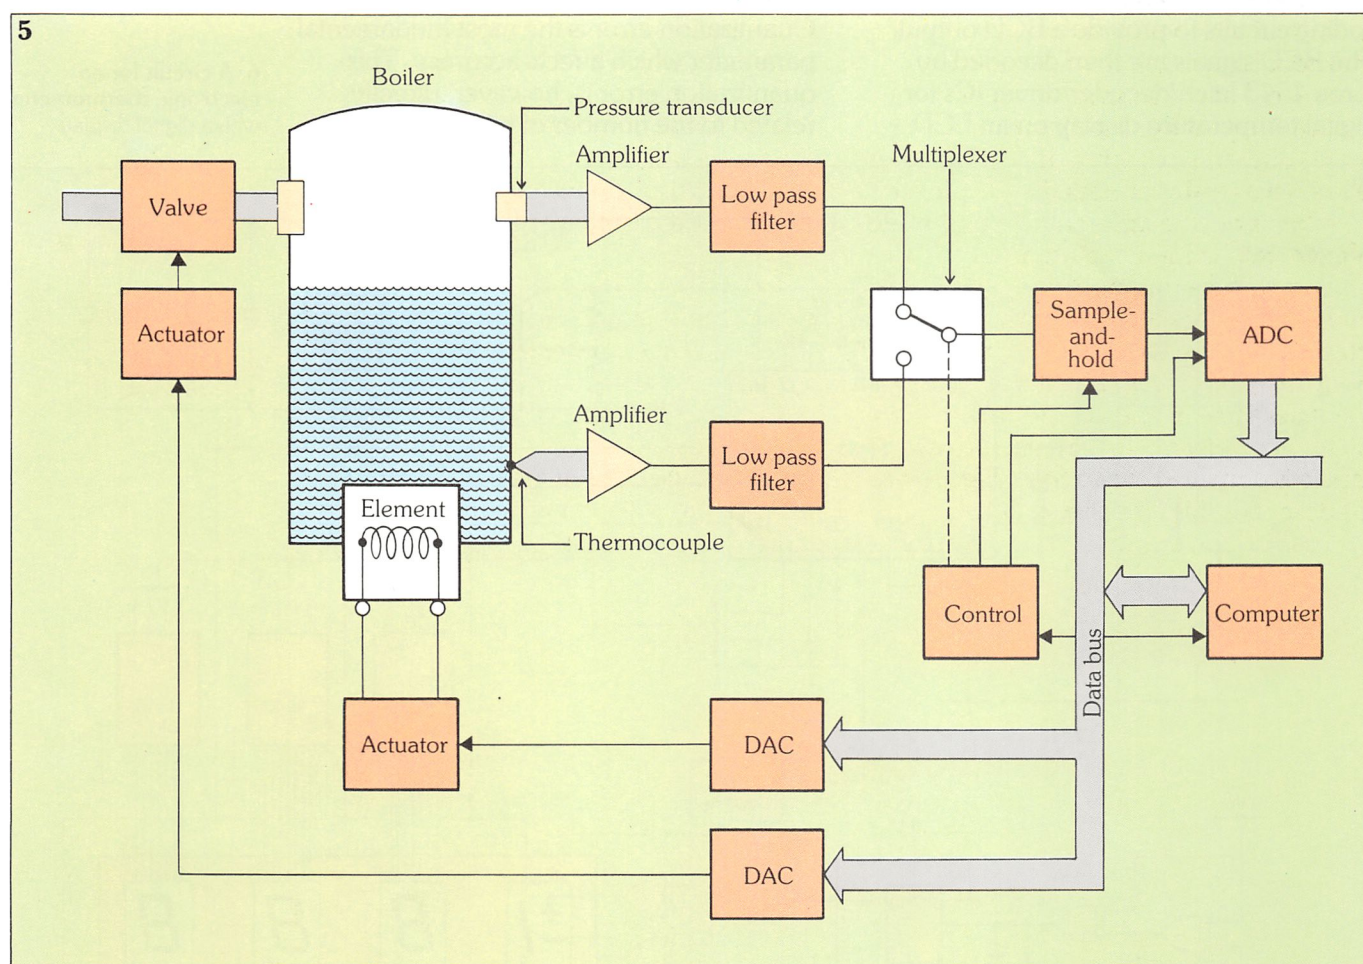 5
Boiler
Pressure transducer
Amplifier
Multiplexer
Valve
Low pass
filter
Actuator
Sample-
and-
hold
ADC
Amplifier
Low pass
filter
Element
Thermocouple
Control
Computer
Data bus
Actuator
DAC
DAC